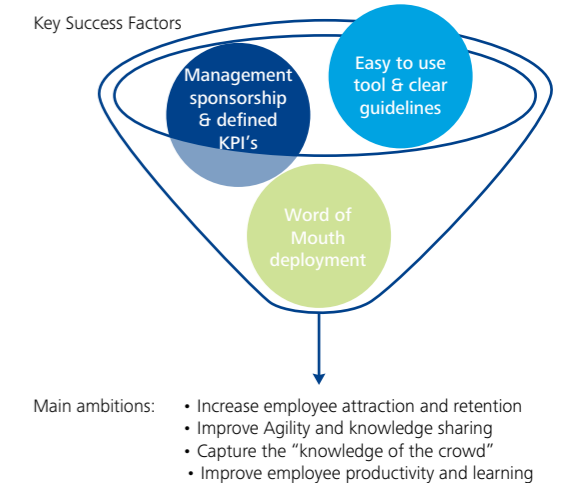 Key Success Factors
Management
sponsorship
& defined
KPI's
Easy to use
tool & clear
guidelines
Word of
Mouth
deployment
Main ambitions:
• Increase employee attraction and retention
• Improve Agility and knowledge sharing
• Capture the “knowledge of the crowd”
• Improve employee productivity and learning